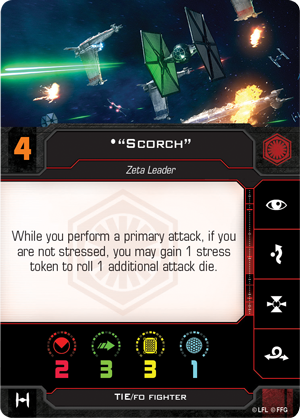 4
•“Scorch”
Zeta Leader
While you perform a primary attack, if you
are not stressed, you may gain 1 stress
token to roll 1 additional attack die.
2 3 3 1
TIE/fo Fighter
©LFL ©FFG